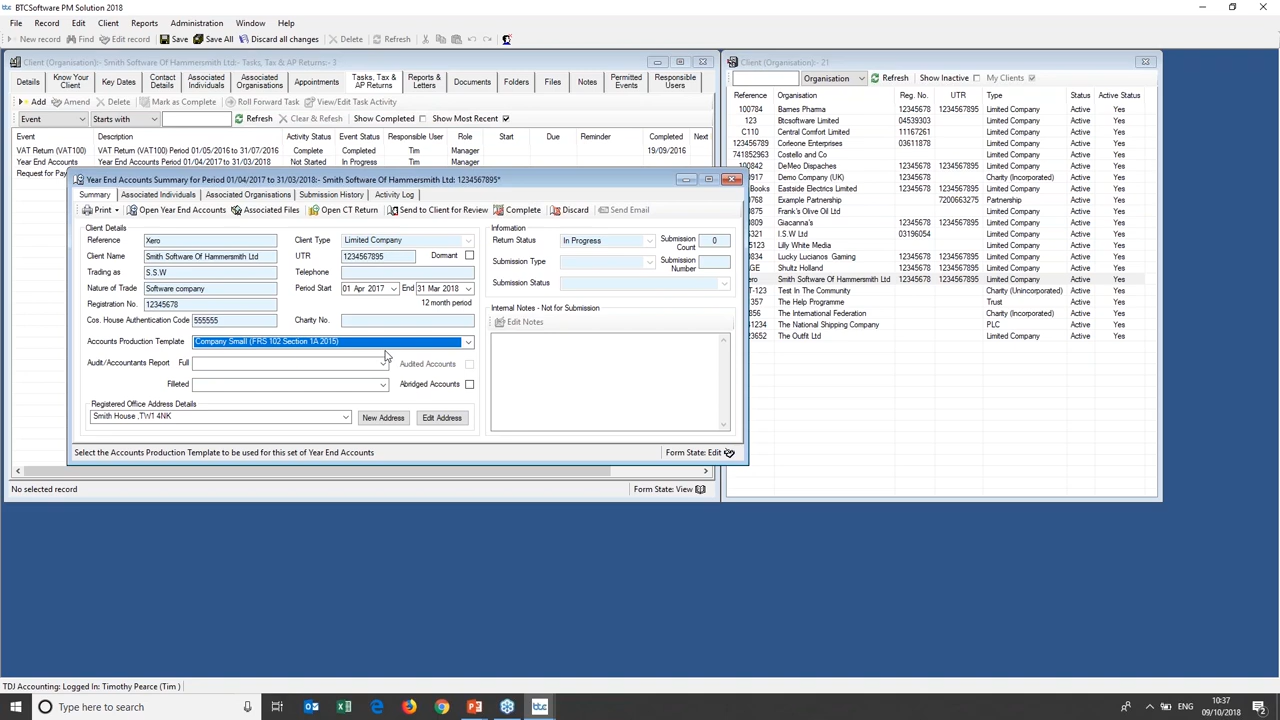 BTCSoftware PM Solution 2018
File Record Edit Client Reports Administration Window Help
New record Find Edit record Save Save All Discard all changes Delete Refresh
Client (Organisation):- Smith Software Of Hammersmith Ltd:- Tasks, Tax & AP Returns - 3
Details Know Your Client Key Dates Contact Details Associated Individuals Associated Organisations Appointments Tasks, Tax & AP Returns Reports & Letters Documents Folders Files Notes Permitted Events Responsible Users
Add Amend Delete Mark as Complete Roll Forward Task View/Edit Task Activity
Event Starts with Refresh Clear & Refresh Show Completed Show Most Recent
Event Description Activity Status Event Status Responsible User Role Start Due Reminder Completed Next
VAT Return (VAT100) VAT Return (VAT100) Period 01/05/2016 to 31/07/2016 Complete Completed Tim Manager 19/09/2016
Year End Accounts Year End Accounts Period 01/04/2017 to 31/03/2018 Not Started In Progress Tim Manager
Request for Pay
Year End Accounts Summary for Period 01/04/2017 to 31/03/2018:- Smith Software Of Hammersmith Ltd: 1234567895*
Summary Associated Individuals Associated Organisations Submission History Activity Log
Print Open Year End Accounts Associated Files Open CT Return Send to Client for Review Complete Discard Send Email
Client Details
Reference Xero Client Type Limited Company
Client Name Smith Software Of Hammersmith Ltd UTR 1234567895 Dormant
Trading as S.S.W Telephone
Nature of Trade Software company Period Start 01 Apr 2017 End 31 Mar 2018
Registration No. 12345678 12 month period
Cos. House Authentication Code 555555 Charity No.
Accounts Production Template Company Small (FRS 102 Section 1A 2015)
Audit/Accountants Report Full Audited Accounts
Filleted Abridged Accounts
Registered Office Address Details
Smith House ,TW1 4NK New Address Edit Address
Information
Return Status In Progress Submission Count 0
Submission Type Submission Number
Submission Status
Internal Notes - Not for Submission
Edit Notes
Select the Accounts Production Template to be used for this set of Year End Accounts Form State: Edit
No selected record Form State: View
Client (Organisation) - 21
Organisation Refresh Show Inactive My Clients
Reference Organisation Reg. No. UTR Type Status Active Status
100784 Barnes Pharma 12345678 1234567895 Limited Company Active Yes
123 Btcsoftware Limited 04539303 Limited Company Active Yes
C110 Central Comfort Limited 11167261 Limited Company Active Yes
123456789 Corleone Enterprises 03611878 Limited Company Active Yes
741852963 Costello and Co Limited Company Active Yes
100842 DeMeo Dispaches 12345678 1234567895 Limited Company Active Yes
917 Demo Company (UK) Charity (Incorporated) Active Yes
Books Eastside Electrics Limited 12345678 1234567895 Limited Company Active Yes
768 Example Partnership 7200663275 Partnership Active Yes
875 Frank's Olive Oil Ltd Limited Company Active Yes
909 Giacanna's 12345678 1234567895 Limited Company Active Yes
132 I.S.W Ltd 03196054 Limited Company Active Yes
123 Lilly White Media Limited Company Active Yes
890 Lucky Lucianos Gaming 12345678 1234567895 Limited Company Active Yes
GE Shultz Holland 12345678 1234567895 Limited Company Active Yes
ero Smith Software Of Hammersmith Ltd 12345678 1234567895 Limited Company Active Yes
T-123 Test In The Community Charity (Unincorporated) Active Yes
357 The Help Programme Trust Active Yes
856 The International Federation Charity (Incorporated) Active Yes
1234 The National Shipping Company PLC Active Yes
3652 The Outfit Ltd Limited Company Active Yes
TDJ Accounting: Logged In: Timothy Pearce (Tim )
Type here to search
ENG
10:37
09/10/2018
2